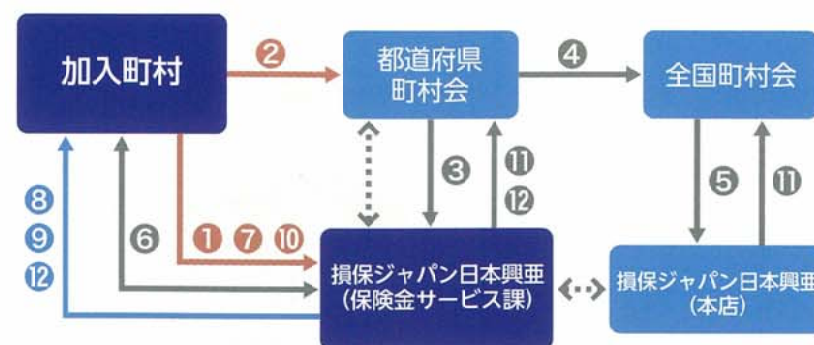 加入町村
❷
都道府県
町村会
❹
全国町村会
❸
⓫
⓬
❺
⓫
❽
❾
⓬
❻
❶ ❼ ❿
損保ジャパン日本興亜
(保険金サービス課)
損保ジャパン日本興亜
(本店)